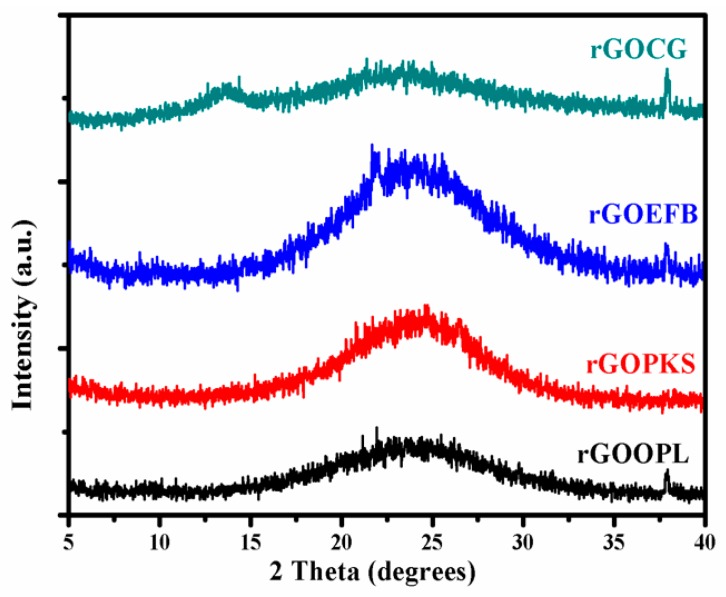 rGOCG
rGOEFB
rGOPKS
rGOOPL
Intensity (a.u.)
5 10 15 20 25 30 35 40
2 Theta (degrees)